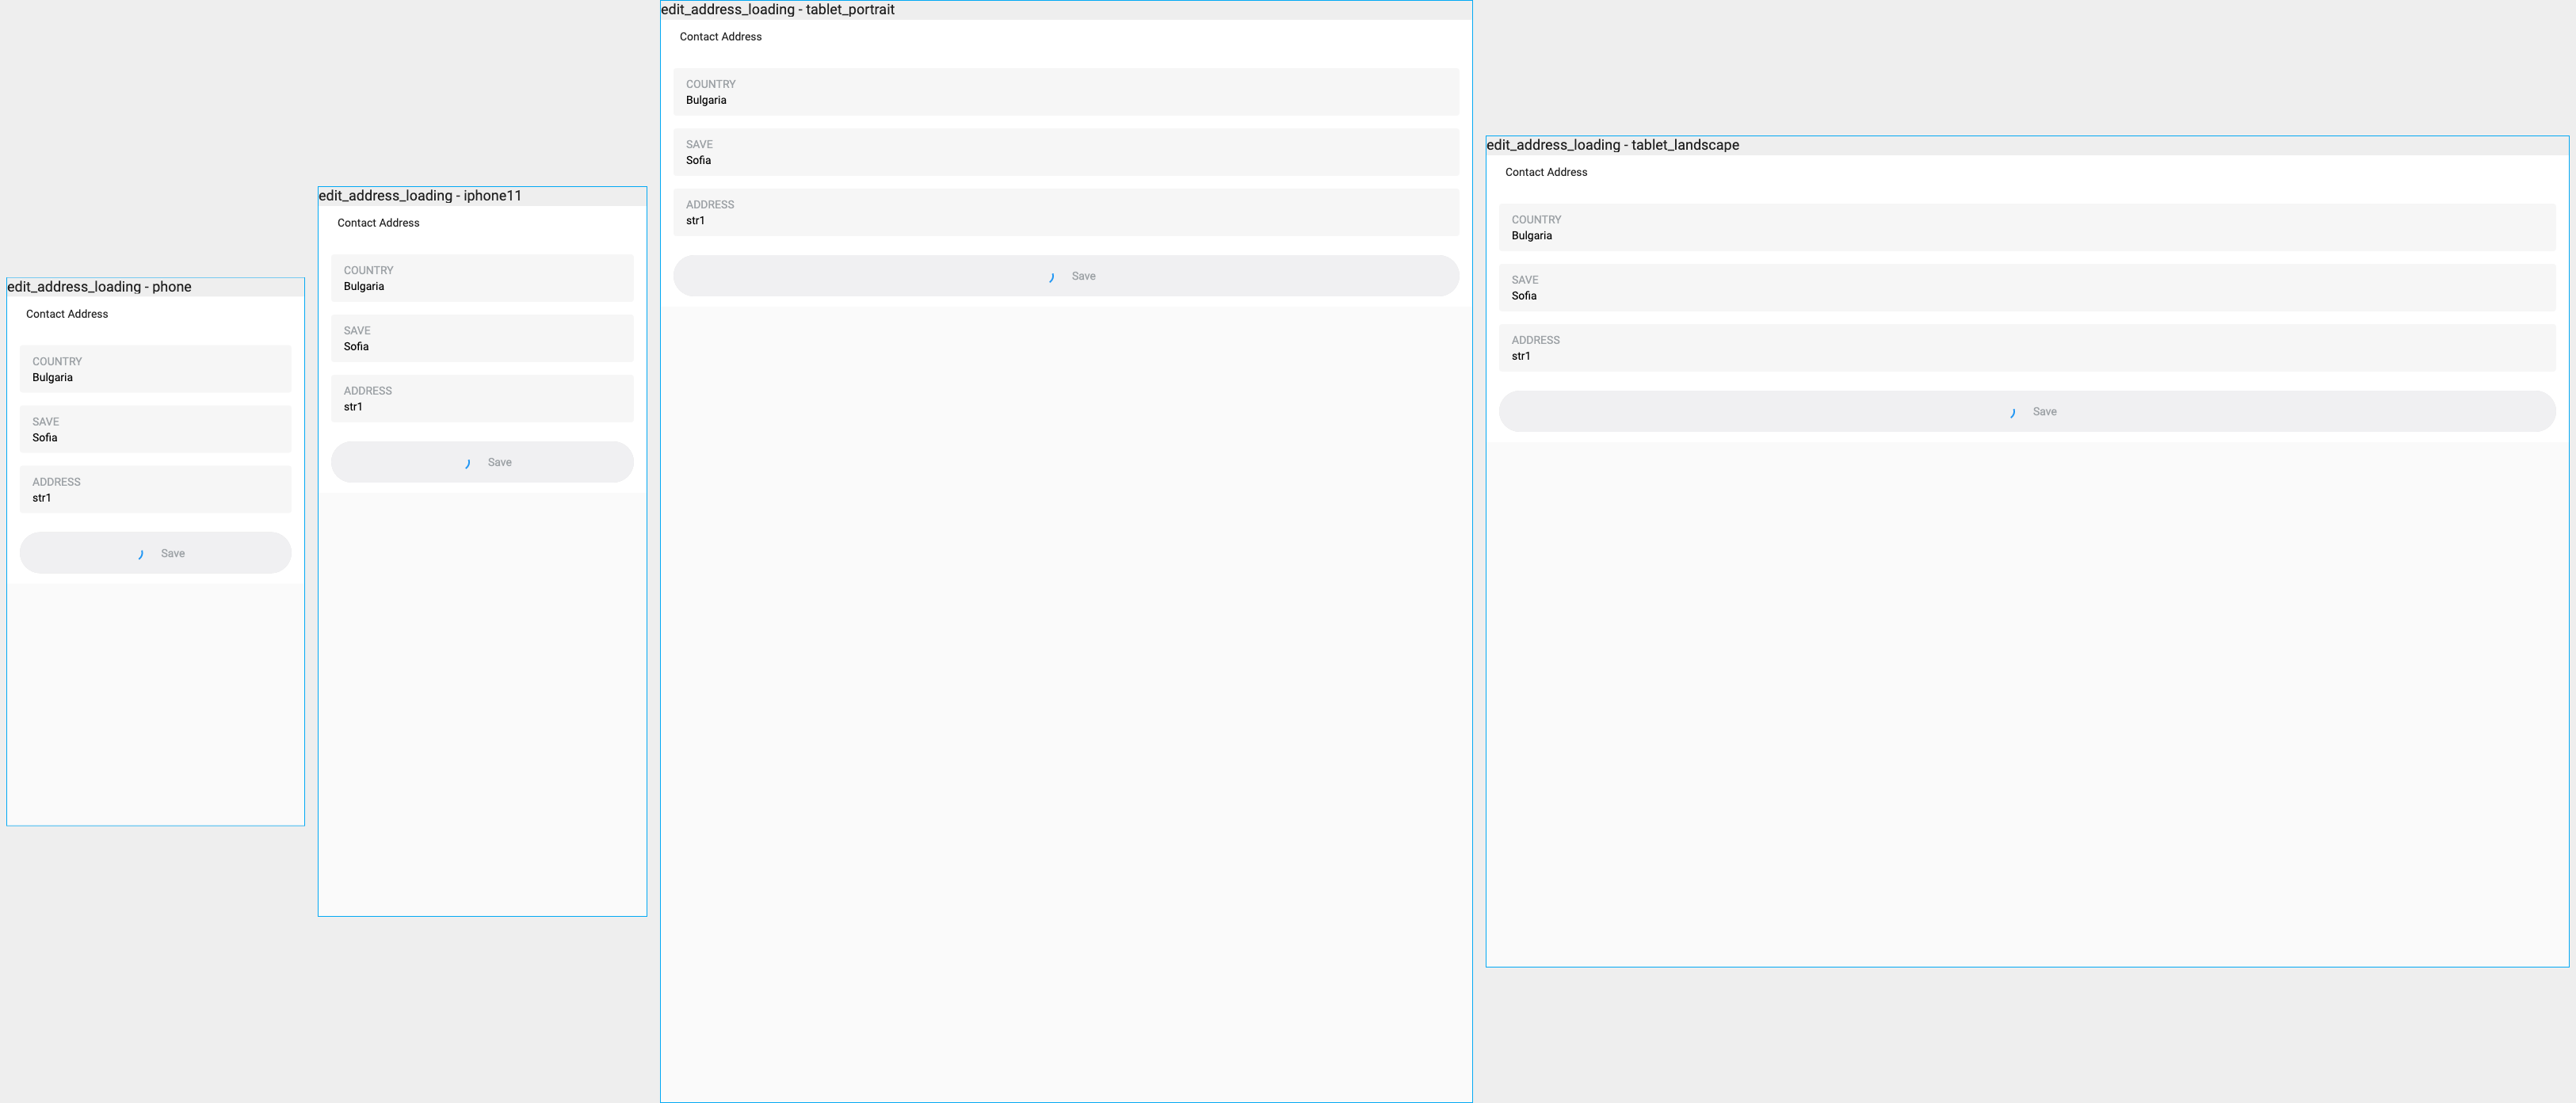 edit_address_loading - phone
Contact Address
COUNTRY
Bulgaria
SAVE
Sofia
ADDRESS
str1
Save
edit_address_loading - iphone11
Contact Address
COUNTRY
Bulgaria
SAVE
Sofia
ADDRESS
str1
Save
edit_address_loading - tablet_portrait
Contact Address
COUNTRY
Bulgaria
SAVE
Sofia
ADDRESS
str1
Save
edit_address_loading - tablet_landscape
Contact Address
COUNTRY
Bulgaria
SAVE
Sofia
ADDRESS
str1
Save